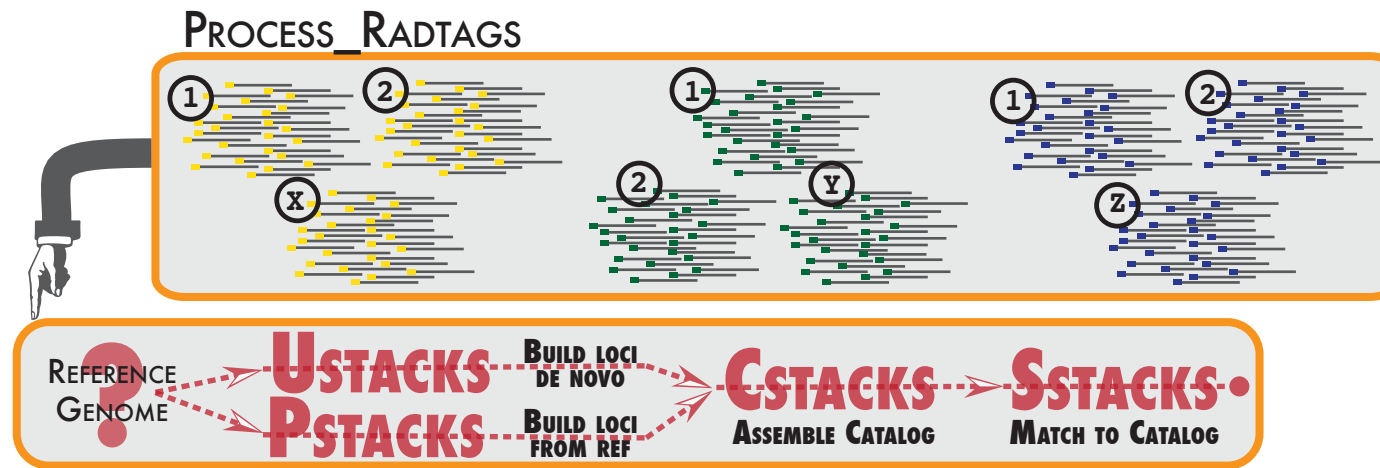 PROCESS_RADTAGS
1
2
1
1
2
X
2
Y
Z
?
REFERENCE
GENOME
USTACKS
BUILD LOCI
DE NOVO
PSTACKS
BUILD LOCI
FROM REF
CSTACKS
ASSEMBLE CATALOG
SSTACKS
MATCH TO CATALOG